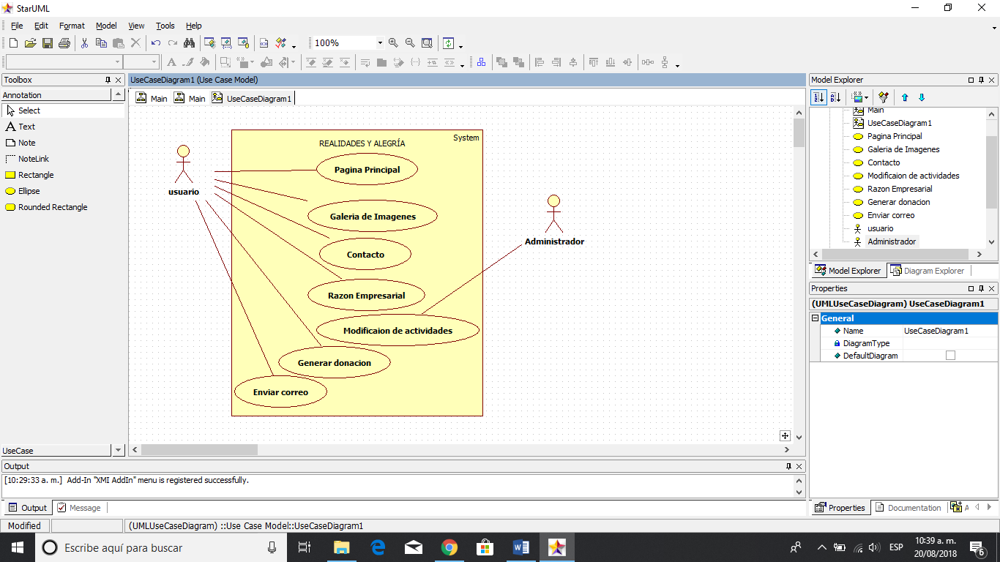 StarUML
File Edit Format Model View Tools Help
100%
Toolbox
Annotation
Select
Text
Note
NoteLink
Rectangle
Ellipse
Rounded Rectangle
UseCase
UseCaseDiagram1 (Use Case Model)
Main Main UseCaseDiagram1
System
REALIDADES Y ALEGRÍA
Pagina Principal
usuario
Galeria de Imagenes
Administrador
Contacto
Razon Empresarial
Modificaion de actividades
Generar donacion
Enviar correo
Model Explorer
Main
UseCaseDiagram1
Pagina Principal
Galeria de Imagenes
Contacto
Modificaion de actividades
Razon Empresarial
Generar donacion
Enviar correo
usuario
Administrador
Model Explorer Diagram Explorer
Properties
(UMLUseCaseDiagram) UseCaseDiagram1
General
Name UseCaseDiagram1
DiagramType
DefaultDiagram
Properties Documentation A
Output
[10:29:33 a. m.] Add-In "XMI AddIn" menu is registered successfully.
Output Message
Modified (UMLUseCaseDiagram) ::Use Case Model::UseCaseDiagram1
Escribe aquí para buscar
ESP
10:39 a. m.
20/08/2018
6